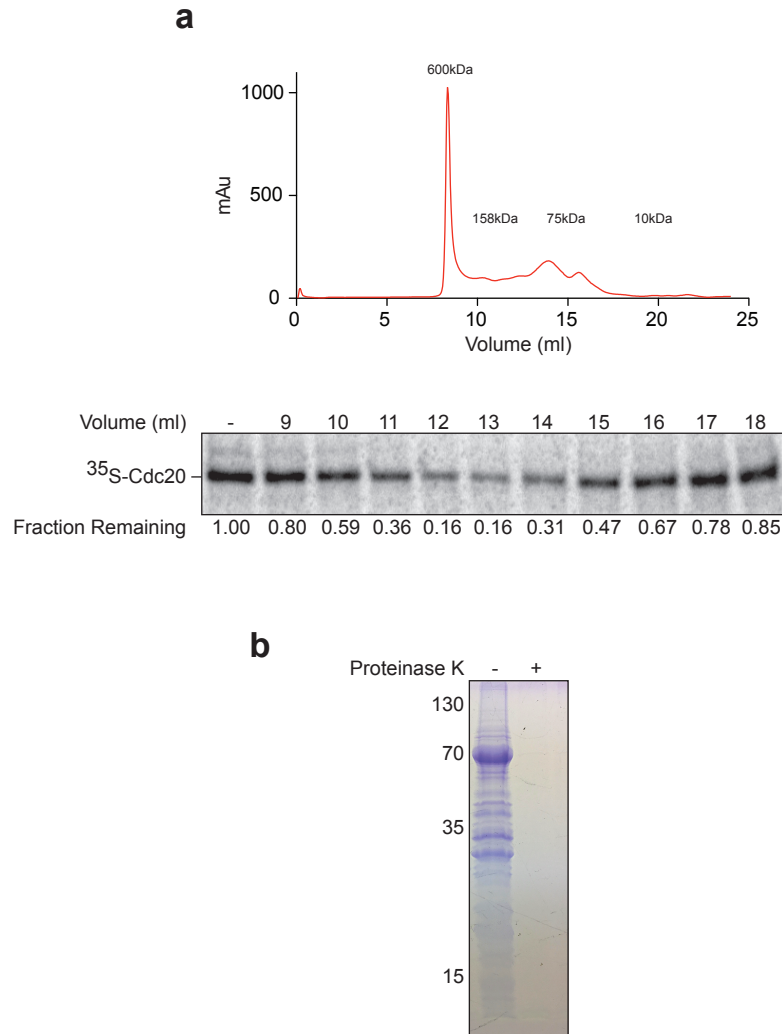 a
600kDa
1000
500
0
mAu
158kDa 75kDa 10kDa
0 5 10 15 20 25
Volume (ml)
Volume (ml) - 9 10 11 12 13 14 15 16 17 18
35S-Cdc20
Fraction Remaining 1.00 0.80 0.59 0.36 0.16 0.16 0.31 0.47 0.67 0.78 0.85
b
Proteinase K - +
130
70
35
15